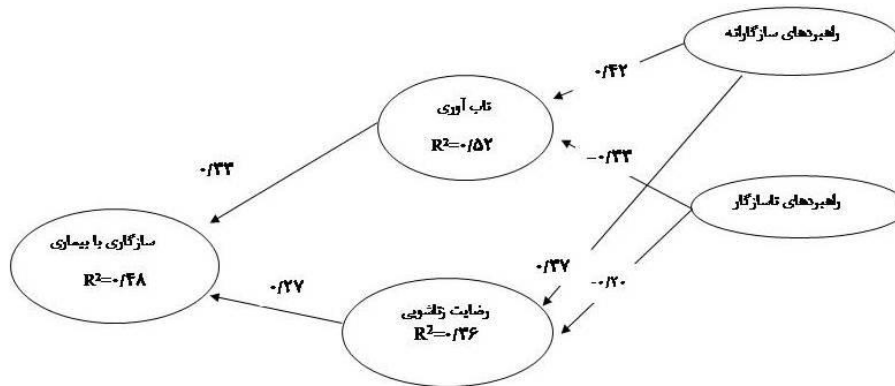 راهبردهای سازگارانه
۰/۴۲
تاب آوری
R²=۰/۵۲
-۰/۳۳
۰/۳۳
راهبردهای ناسازگار
سازگاری با بیماری
R²=۰/۴۸
۰/۳۷
-۰/۲۰
۰/۲۷
رضایت زناشویی
R²=۰/۳۶